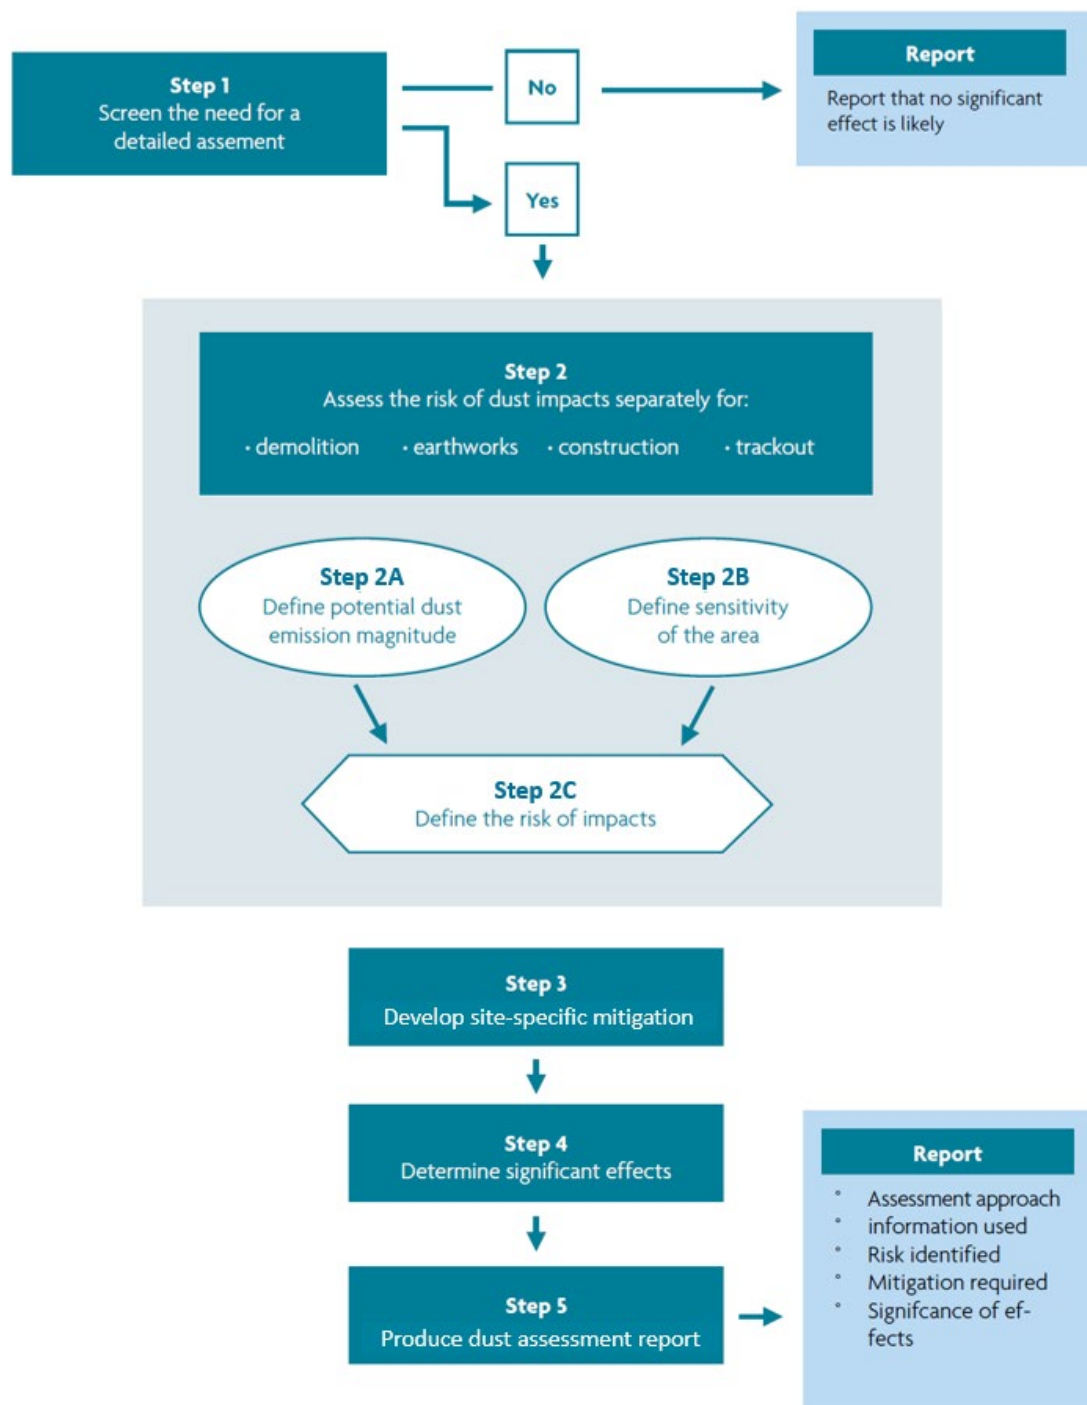 Step 1
Screen the need for a
detailed assement
No
Report
Report that no significant
effect is likely
Yes
Step 2
Assess the risk of dust impacts separately for:
· demolition · earthworks · construction · trackout
Step 2A
Define potential dust
emission magnitude
Step 2B
Define sensitivity
of the area
Step 2C
Define the risk of impacts
Step 3
Develop site-specific mitigation
Step 4
Determine significant effects
Step 5
Produce dust assessment report
Report
° Assessment approach
° information used
° Risk identified
° Mitigation required
° Signifcance of ef-
fects